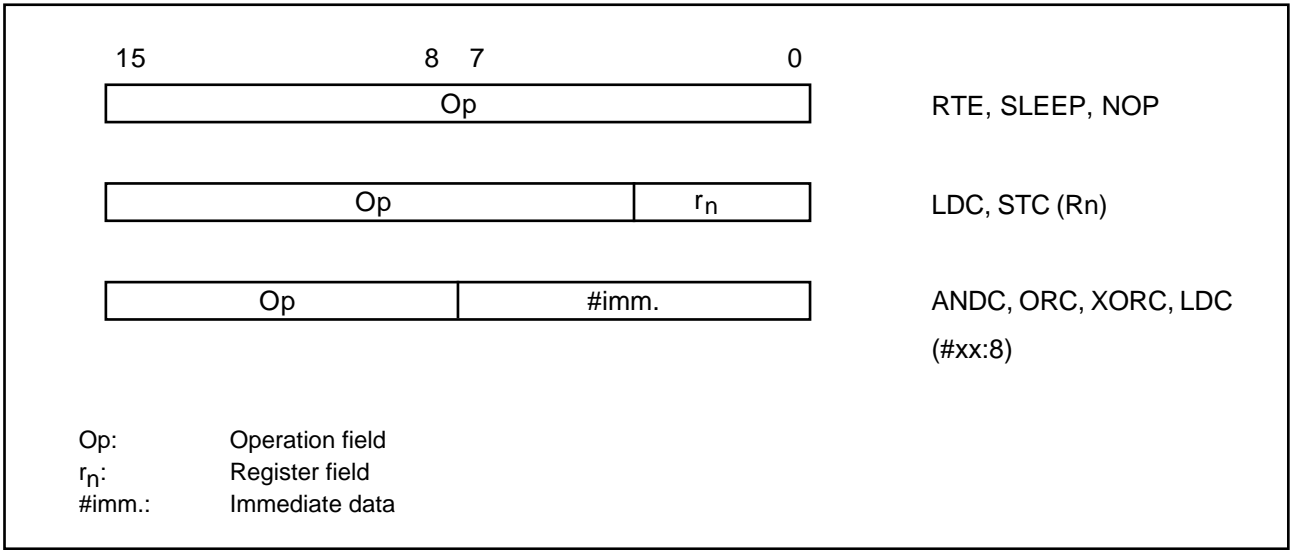 15 8 7 0
Op RTE, SLEEP, NOP
Op rn LDC, STC (Rn)
Op #imm. ANDC, ORC, XORC, LDC
(#xx:8)
Op: Operation field
rn: Register field
#imm.: Immediate data